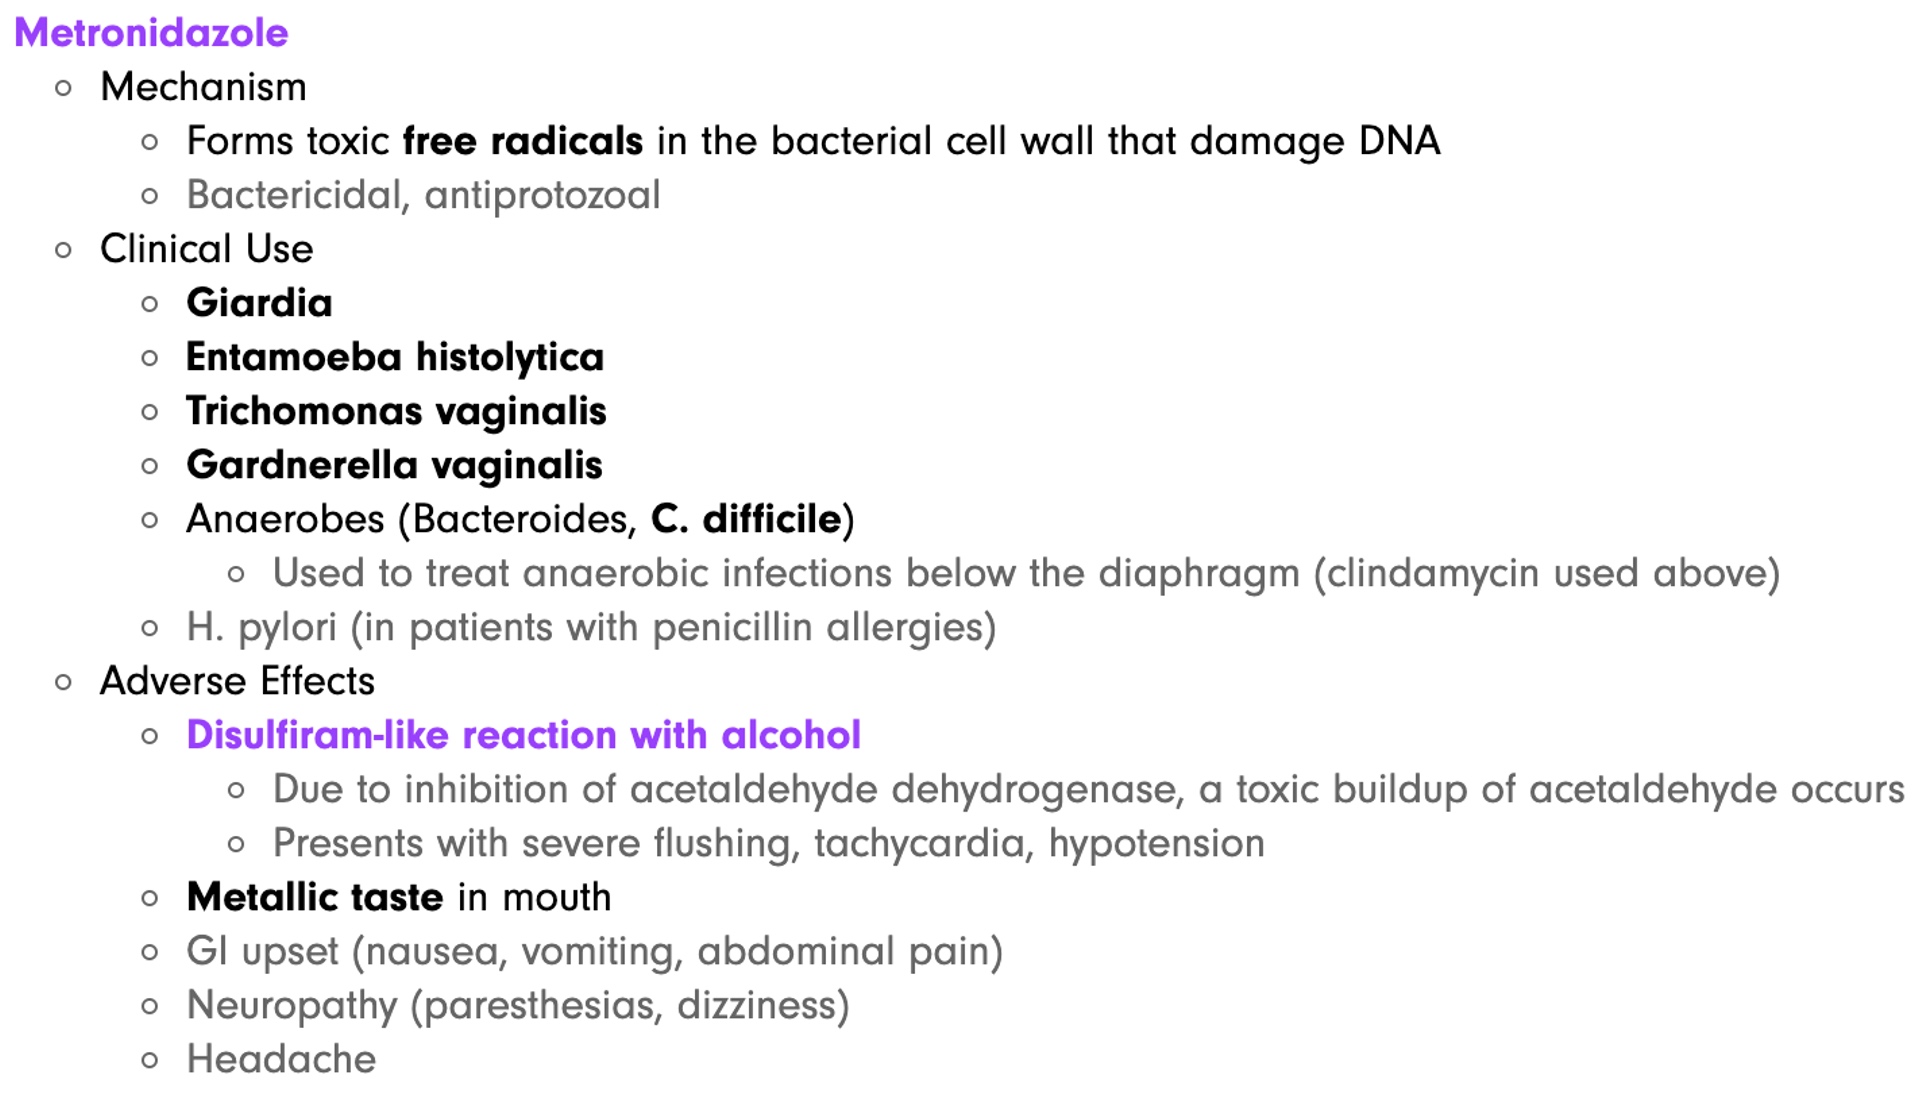 Metronidazole
Mechanism
Forms toxic free radicals in the bacterial cell wall that damage DNA
Bactericidal, antiprotozoal
Clinical Use
Giardia
Entamoeba histolytica
Trichomonas vaginalis
Gardnerella vaginalis
Anaerobes (Bacteroides, C. difficile)
Used to treat anaerobic infections below the diaphragm (clindamycin used above)
H. pylori (in patients with penicillin allergies)
Adverse Effects
Disulfiram-like reaction with alcohol
Due to inhibition of acetaldehyde dehydrogenase, a toxic buildup of acetaldehyde occurs
Presents with severe flushing, tachycardia, hypotension
Metallic taste in mouth
GI upset (nausea, vomiting, abdominal pain)
Neuropathy (paresthesias, dizziness)
Headache